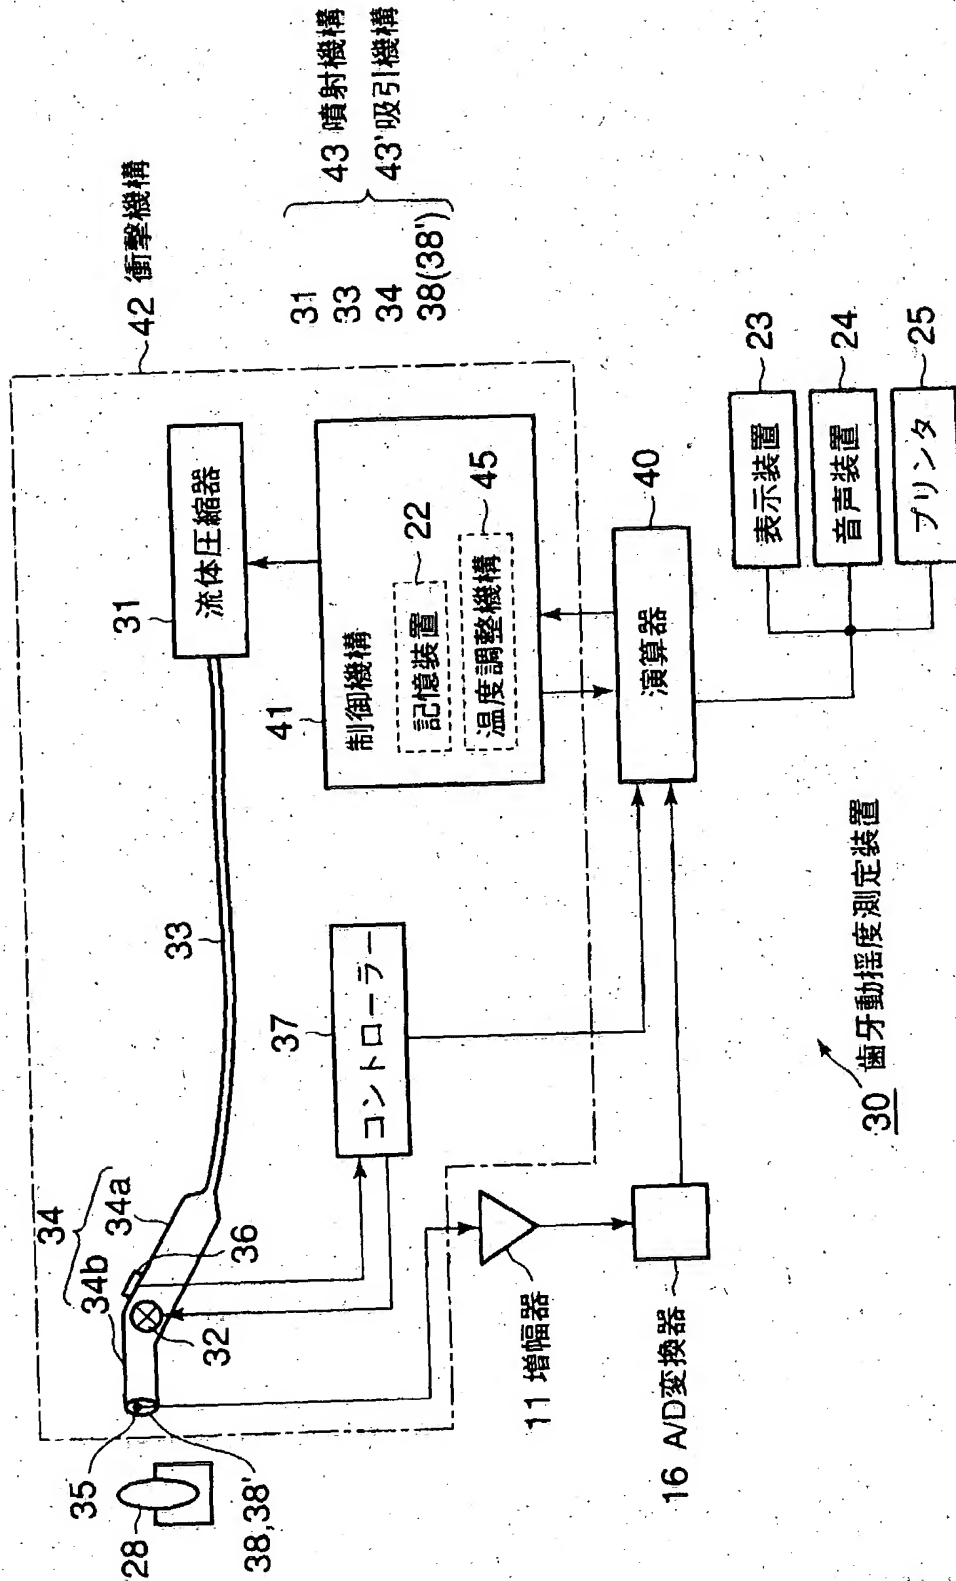 42 衝撃機構
31
33
34
38(38')
43 噴射機構
43' 吸引機構
34
34b
34a
36
32
35
28
38,38'
33
31
流体圧縮器
37
コントローラー
41
制御機構
記憶装置
22
温度調整機構
45
11 増幅器
16 A/D変換器
演算器
40
表示装置
23
音声装置
24
プリンタ
25
30 歯牙動揺度測定装置